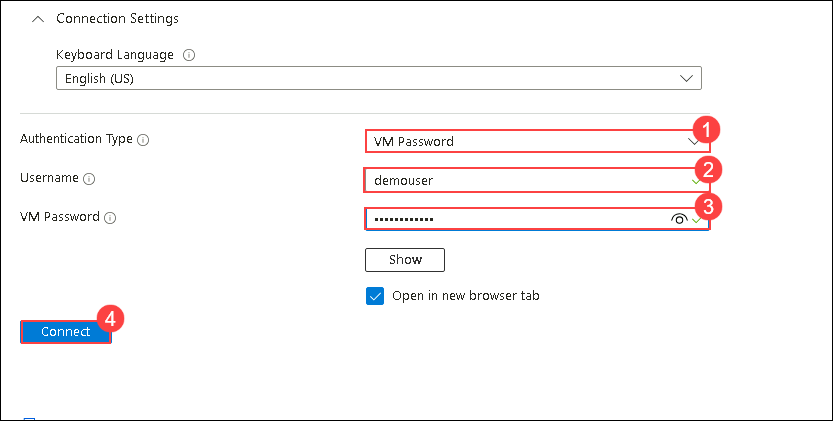 Connection Settings
Keyboard Language
English (US)
Authentication Type
VM Password
1
Username
demouser
2
VM Password
••••••••••••
3
Show
Open in new browser tab
Connect
4